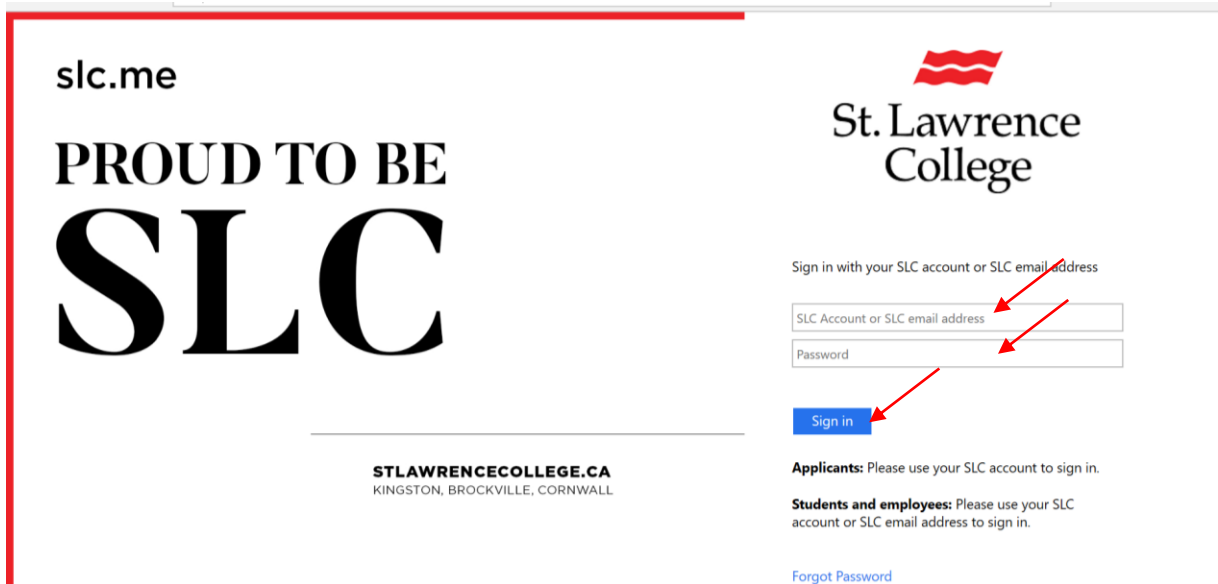 slc.me
PROUD TO BE
SLC
STLAWRENCECOLLEGE.CA
KINGSTON, BROCKVILLE, CORNWALL
St. Lawrence
College
Sign in with your SLC account or SLC email address
SLC Account or SLC email address
Password
Sign in
Applicants: Please use your SLC account to sign in.
Students and employees: Please use your SLC
account or SLC email address to sign in.
Forgot Password